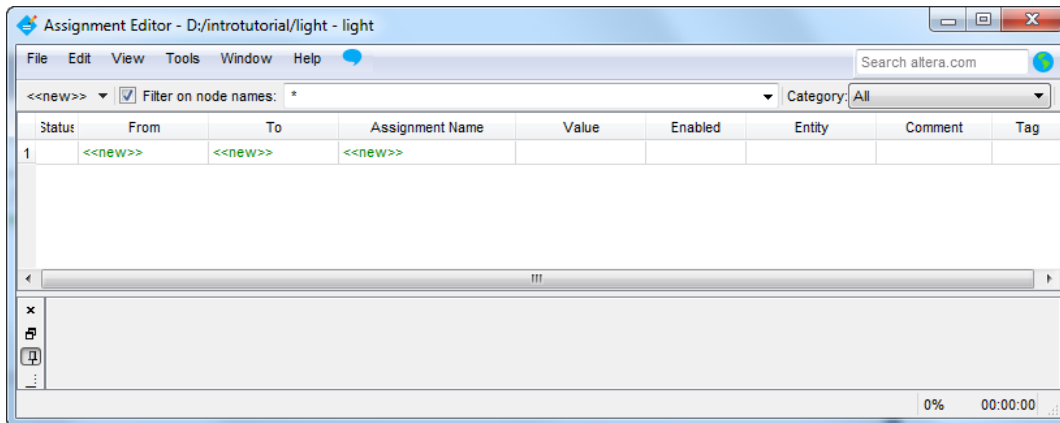 Assignment Editor - D:/introtutorial/light - light
File Edit View Tools Window Help Search altera.com
<<new>> Filter on node names: * Category: All
Status From To Assignment Name Value Enabled Entity Comment Tag
1 <<new>> <<new>> <<new>>
0% 00:00:00